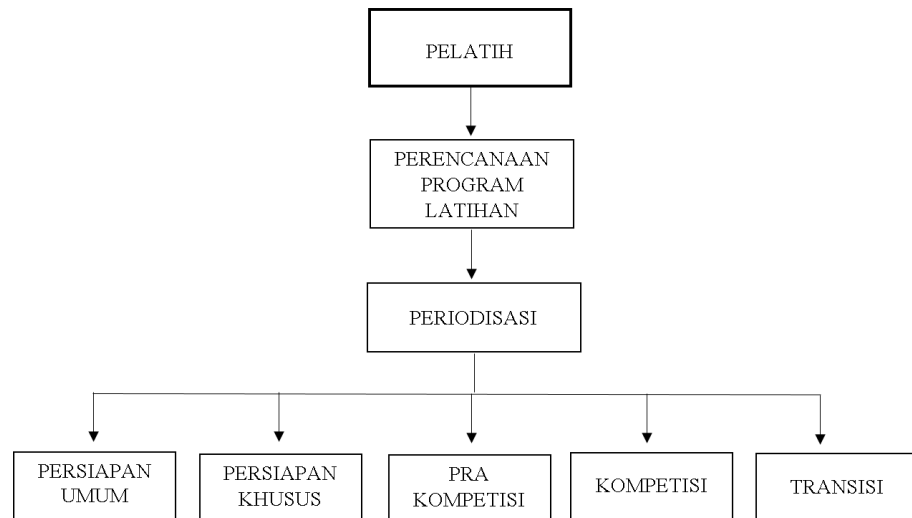 PELATIH
PERENCANAAN
PROGRAM
LATIHAN
PERIODISASI
PERSIAPAN
UMUM
PERSIAPAN
KHUSUS
PRA
KOMPETISI
KOMPETISI
TRANSISI